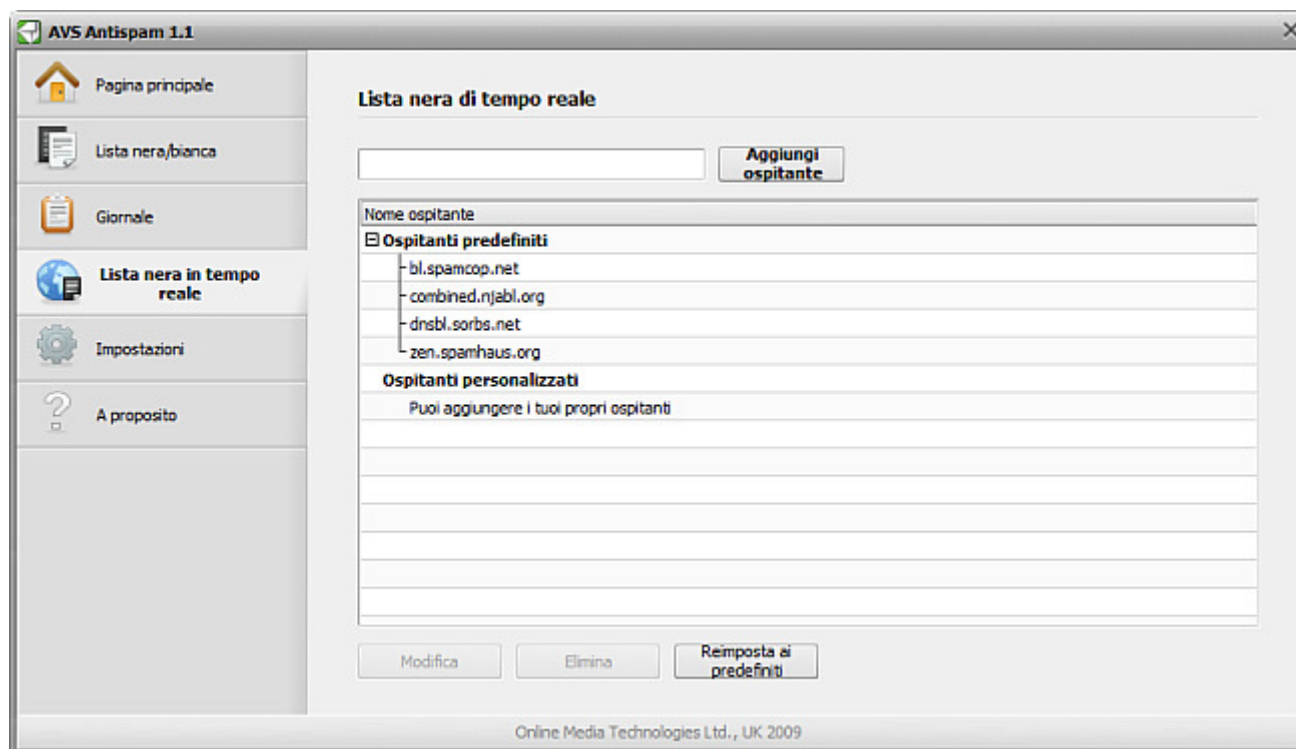 AVS Antispam 1.1
Pagina principale
Lista nera/bianca
Giornale
Lista nera in tempo
reale
Impostazioni
A proposito
Lista nera di tempo reale
Aggiungi
ospitante
Nome ospitante
Ospitanti predefiniti
bl.spamcop.net
combined.njabl.org
dnsbl.sorbs.net
zen.spamhaus.org
Ospitanti personalizzati
Puoi aggiungere i tuoi propri ospitanti
Modifica
Elimina
Reimposta ai
predefiniti
Online Media Technologies Ltd., UK 2009